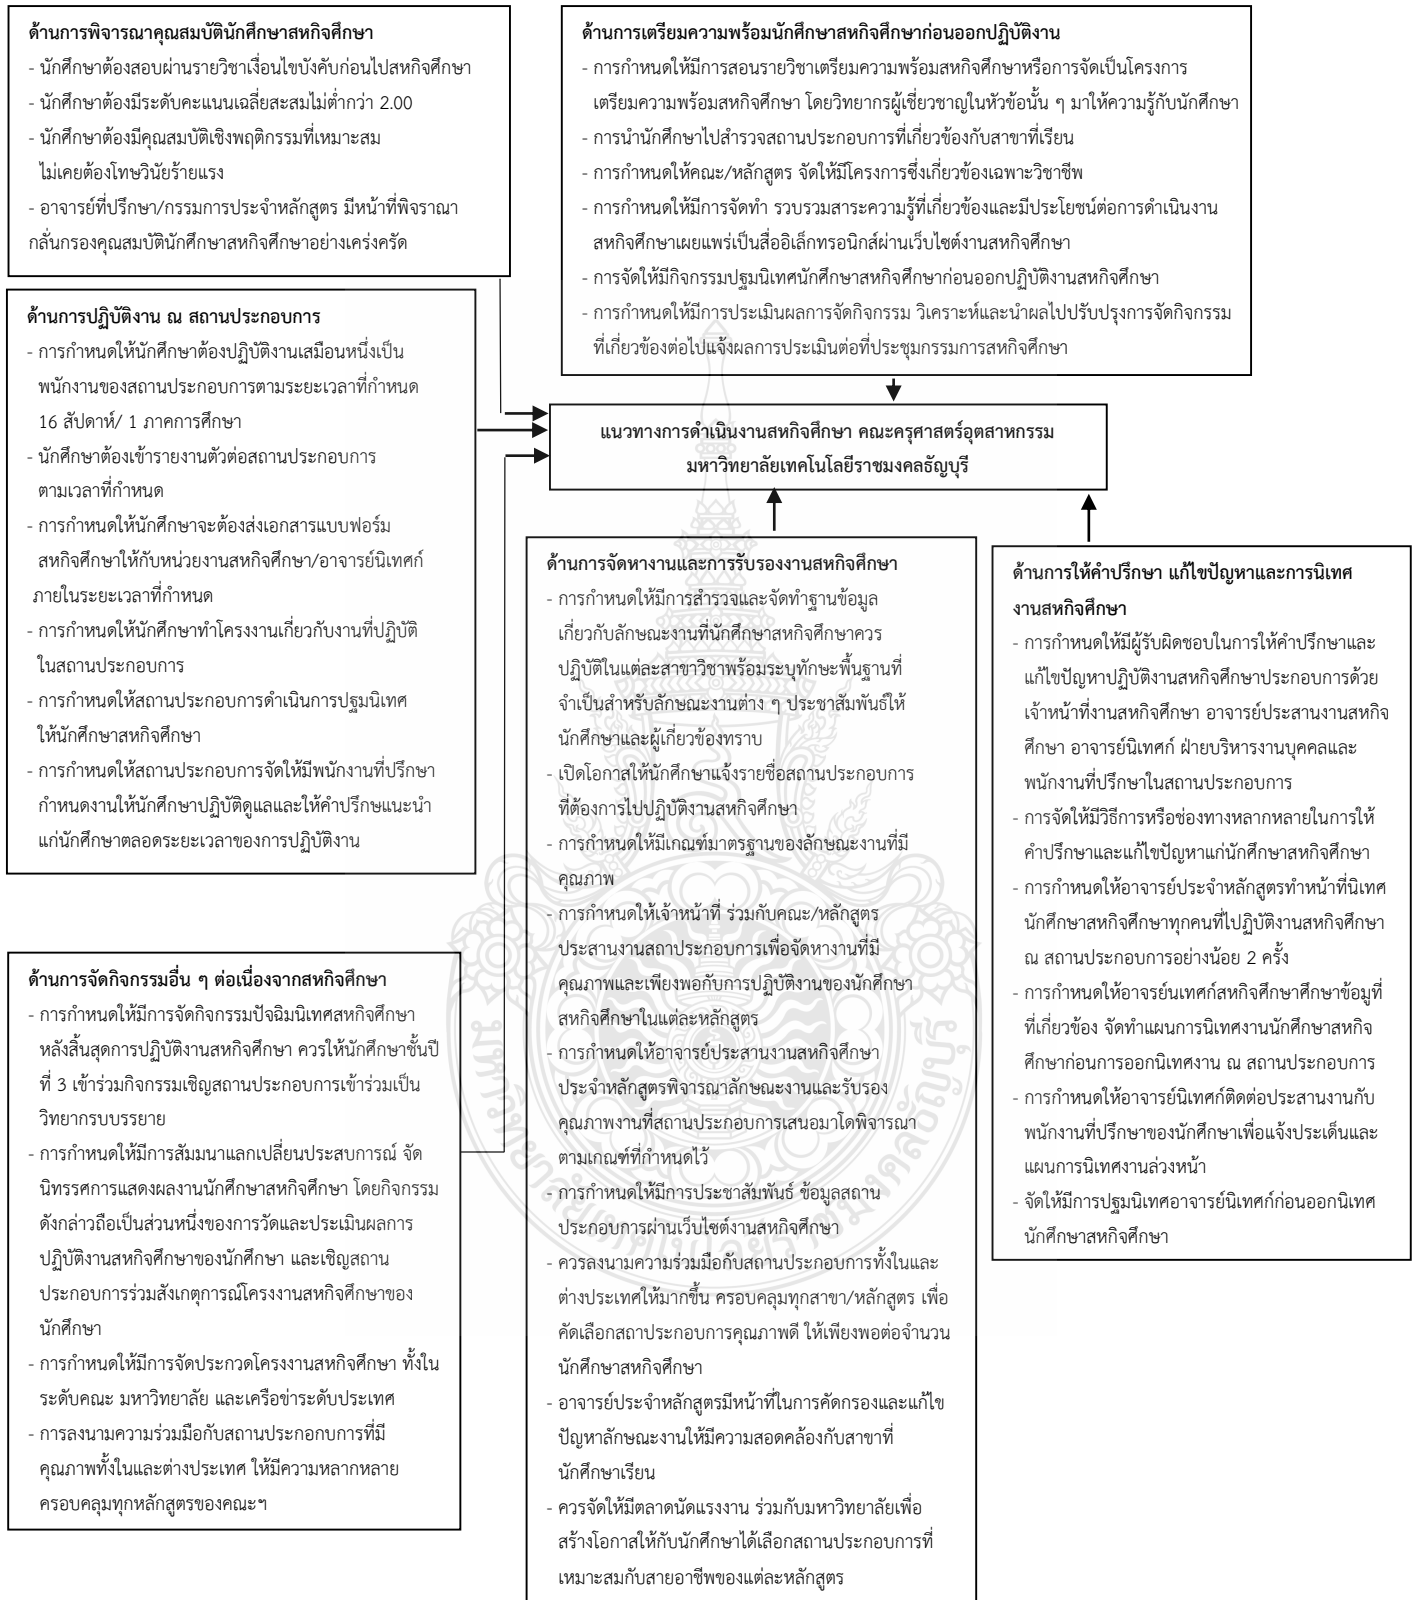 ด้านการพิจารณาคุณสมบัตินักศึกษาสหกิจศึกษา
- นักศึกษาต้องสอบผ่านรายวิชาเงื่อนไขบังคับก่อนไปสหกิจศึกษา
- นักศึกษาต้องมีระดับคะแนนเฉลี่ยสะสมไม่ต่ำกว่า 2.00
- นักศึกษาต้องมีคุณสมบัติเชิงพฤติกรรมที่เหมาะสม
ไม่เคยต้องโทษวินัยร้ายแรง
- อาจารย์ที่ปรึกษา/กรรมการประจำหลักสูตร มีหน้าที่พิจราณา
กลั่นกรองคุณสมบัตินักศึกษาสหกิจศึกษาอย่างเคร่งครัด
ด้านการเตรียมความพร้อมนักศึกษาสหกิจศึกษาก่อนออกปฏิบัติงาน
- การกำหนดให้มีการสอนรายวิชาเตรียมความพร้อมสหกิจศึกษาหรือการจัดเป็นโครงการ
เตรียมความพร้อมสหกิจศึกษา โดยวิทยากรผู้เชี่ยวชาญในหัวข้อนั้น ๆ มาให้ความรู้กับนักศึกษา
- การนำนักศึกษาไปสำรวจสถานประกอบการที่เกี่ยวข้องกับสาขาที่เรียน
- การกำหนดให้คณะ/หลักสูตร จัดให้มีโครงการซึ่งเกี่ยวข้องเฉพาะวิชาชีพ
- การกำหนดให้มีการจัดทำ รวบรวมสาระความรู้ที่เกี่ยวข้องและมีประโยชน์ต่อการดำเนินงาน
สหกิจศึกษาเผยแพร่เป็นสื่ออิเล็กทรอนิกส์ผ่านเว็บไซต์งานสหกิจศึกษา
- การจัดให้มีกิจกรรมปฐมนิเทศนักศึกษาสหกิจศึกษาก่อนออกปฏิบัติงานสหกิจศึกษา
- การกำหนดให้มีการประเมินผลการจัดกิจกรรม วิเคราะห์และนำผลไปปรับปรุงการจัดกิจกรรม
ที่เกี่ยวข้องต่อไปแจ้งผลการประเมินต่อที่ประชุมกรรมการสหกิจศึกษา
ด้านการปฏิบัติงาน ณ สถานประกอบการ
- การกำหนดให้นักศึกษาต้องปฏิบัติงานเสมือนหนึ่งเป็น
พนักงานของสถานประกอบการตามระยะเวลาที่กำหนด
16 สัปดาห์/ 1 ภาคการศึกษา
- นักศึกษาต้องเข้ารายงานตัวต่อสถานประกอบการ
ตามเวลาที่กำหนด
- การกำหนดให้นักศึกษาจะต้องส่งเอกสารแบบฟอร์ม
สหกิจศึกษาให้กับหน่วยงานสหกิจศึกษา/อาจารย์นิเทศก์
ภายในระยะเวลาที่กำหนด
- การกำหนดให้นักศึกษาทำโครงงานเกี่ยวกับงานที่ปฏิบัติ
ในสถานประกอบการ
- การกำหนดให้สถานประกอบการดำเนินการปฐมนิเทศ
ให้นักศึกษาสหกิจศึกษา
- การกำหนดให้สถานประกอบการจัดให้มีพนักงานที่ปรึกษา
กำหนดงานให้นักศึกษาปฏิบัติดูแลและให้คำปรึกษแนะนำ
แก่นักศึกษาตลอดระยะเวลาของการปฏิบัติงาน
แนวทางการดำเนินงานสหกิจศึกษา คณะครุศาสตร์อุตสาหกรรม
มหาวิทยาลัยเทคโนโลยีราชมงคลธัญบุรี
ด้านการจัดหางานและการรับรองงานสหกิจศึกษา
- การกำหนดให้มีการสำรวจและจัดทำฐานข้อมูล
เกี่ยวกับลักษณะงานที่นักศึกษาสหกิจศึกษาควร
ปฏิบัติในแต่ละสาขาวิชาพร้อมระบุทักษะพื้นฐานที่
จำเป็นสำหรับลักษณะงานต่าง ๆ ประชาสัมพันธ์ให้
นักศึกษาและผู้เกี่ยวข้องทราบ
- เปิดโอกาสให้นักศึกษาแจ้งรายชื่อสถานประกอบการ
ที่ต้องการไปปฏิบัติงานสหกิจศึกษา
- การกำหนดให้มีเกณฑ์มาตรฐานของลักษณะงานที่มี
คุณภาพ
- การกำหนดให้เจ้าหน้าที่ ร่วมกับคณะ/หลักสูตร
ประสานงานสถาประกอบการเพื่อจัดหางานที่มี
คุณภาพและเพียงพอกับการปฏิบัติงานของนักศึกษา
สหกิจศึกษาในแต่ละหลักสูตร
- การกำหนดให้อาจารย์ประสานงานสหกิจศึกษา
ประจำหลักสูตรพิจารณาลักษณะงานและรับรอง
คุณภาพงานที่สถานประกอบการเสนอมาโดพิจารณา
ตามเกณฑ์ที่กำหนดไว้
- การกำหนดให้มีการประชาสัมพันธ์ ข้อมูลสถาน
ประกอบการผ่านเว็บไซต์งานสหกิจศึกษา
- ควรลงนามความร่วมมือกับสถานประกอบการทั้งในและ
ต่างประเทศให้มากขึ้น ครอบคลุมทุกสาขา/หลักสูตร เพื่อ
คัดเลือกสถาประกอบการคุณภาพดี ให้เพียงพอต่อจำนวน
นักศึกษาสหกิจศึกษา
- อาจารย์ประจำหลักสูตรมีหน้าที่ในการคัดกรองและแก้ไข
ปัญหาลักษณะงานให้มีความสอดคล้องกับสาขาที่
นักศึกษาเรียน
- ควรจัดให้มีตลาดนัดแรงงาน ร่วมกับมหาวิทยาลัยเพื่อ
สร้างโอกาสให้กับนักศึกษาได้เลือกสถานประกอบการที่
เหมาะสมกับสายอาชีพของแต่ละหลักสูตร
ด้านการให้คำปรึกษา แก้ไขปัญหาและการนิเทศ
งานสหกิจศึกษา
- การกำหนดให้มีผู้รับผิดชอบในการให้คำปรึกษาและ
แก้ไขปัญหาปฏิบัติงานสหกิจศึกษาประกอบการด้วย
เจ้าหน้าที่งานสหกิจศึกษา อาจารย์ประสานงานสหกิจ
ศึกษา อาจารย์นิเทศก์ ฝ่ายบริหารงานบุคคลและ
พนักงานที่ปรึกษาในสถานประกอบการ
- การจัดให้มีวิธีการหรือช่องทางหลากหลายในการให้
คำปรึกษาและแก้ไขปัญหาแก่นักศึกษาสหกิจศึกษา
- การกำหนดให้อาจารย์ประจำหลักสูตรทำหน้าที่นิเทศ
นักศึกษาสหกิจศึกษาทุกคนที่ไปฏิบัติงานสหกิจศึกษา
ณ สถานประกอบการอย่างน้อย 2 ครั้ง
- การกำหนดให้อาจรย์นเทศก์สหกิจศึกษาศึกษาข้อมูที่
ที่เกี่ยวข้อง จัดทำแผนการนิเทศงานนักศึกษาสหกิจ
ศึกษาก่อนการออกนิเทศงาน ณ สถานประกอบการ
- การกำหนดให้อาจารย์นิเทศก์ติดต่อประสานงานกับ
พนักงานที่ปรึกษาของนักศึกษาเพื่อแจ้งประเด็นและ
แผนการนิเทศงานล่วงหน้า
- จัดให้มีการปฐมนิเทศอาจารย์นิเทศก์ก่อนออกนิเทศ
นักศึกษาสหกิจศึกษา
ด้านการจัดกิจกรรมอื่น ๆ ต่อเนื่องจากสหกิจศึกษา
- การกำหนดให้มีการจัดกิจกรรมปัจฉิมนิเทศสหกิจศึกษา
หลังสิ้นสุดการปฏิบัติงานสหกิจศึกษา ควรให้นักศึกษาชั้นปี
ที่ 3 เข้าร่วมกิจกรรมเชิญสถานประกอบการเข้าร่วมเป็น
วิทยากรบบรรยาย
- การกำหนดให้มีการสัมมนาแลกเปลี่ยนประสบการณ์ จัด
นิทรรศการแสดงผลงานนักศึกษาสหกิจศึกษา โดยกิจกรรม
ดังกล่าวถือเป็นส่วนหนึ่งของการวัดและประเมินผลการ
ปฏิบัติงานสหกิจศึกษาของนักศึกษา และเชิญสถาน
ประกอบการร่วมสังเกตุการณ์โครงงานสหกิจศึกษาของ
นักศึกษา
- การกำหนดให้มีการจัดประกวดโครงงานสหกิจศึกษา ทั้งใน
ระดับคณะ มหาวิทยาลัย และเครือข่าระดับประเทศ
- การลงนามความร่วมมือกับสถานประกอกบการที่มี
คุณภาพทั้งในและต่างประเทศ ให้มีความหลากหลาย
ครอบคลุมทุกหลักสูตรของคณะฯ
มหาวิทยาลัยเทคโนโลยีราชมงคลธัญบุรี